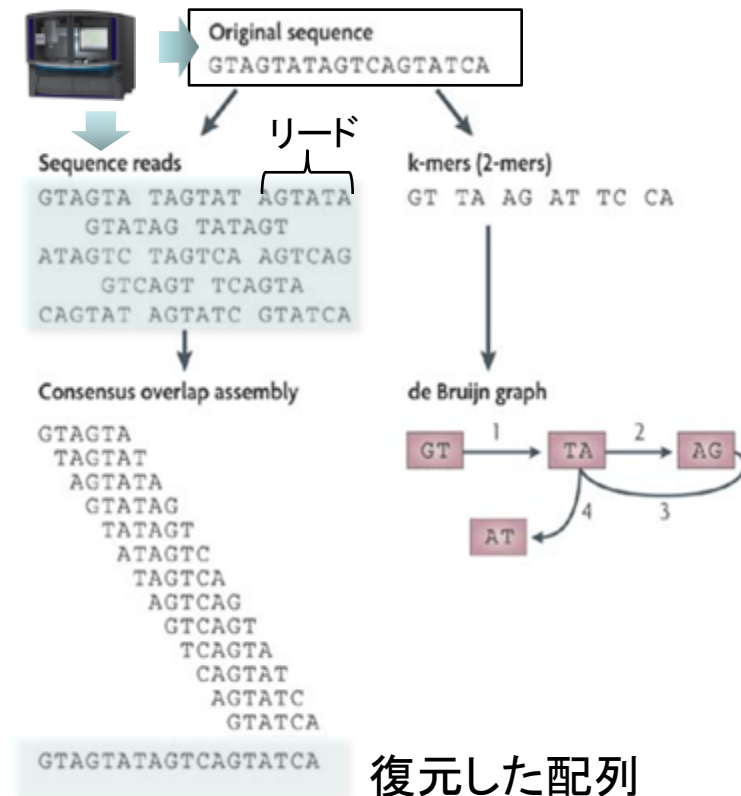 Original sequence
GTAGTATAGTCAGTATCA
リード
Sequence reads
GTAGTA TAGTAT AGTATA
GTATAG TATAGT
ATAGTC TAGTCA AGTCAG
GTCAGT TCAGTA
CAGTAT AGTATC GTATCA
k-mers (2-mers)
GT TA AG AT TC CA
Consensus overlap assembly
GTAGTA
TAGTAT
AGTATA
GTATAG
TATAGT
ATAGTC
TAGTCA
AGTCAG
GTCAGT
TCAGTA
CAGTAT
AGTATC
GTATCA
GTAGTATAGTCAGTATCA
復元した配列
de Bruijn graph
GT 1 TA 2 AG
4 3
AT